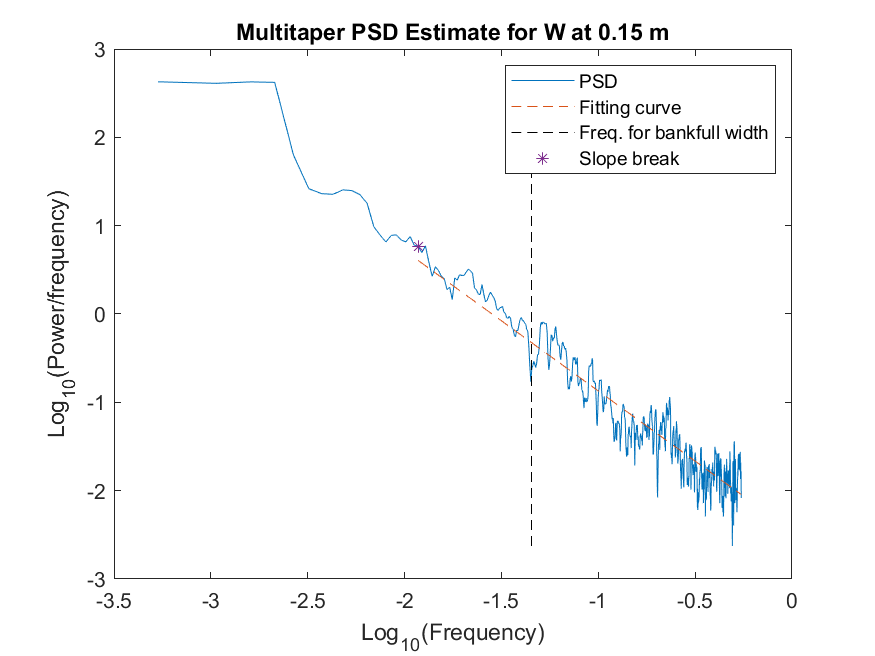 Multitaper PSD Estimate for W at 0.15 m
3
2
1
0
-1
-2
-3
Log10(Power/frequency)
PSD
Fitting curve
Freq. for bankfull width
Slope break
-3.5 -3 -2.5 -2 -1.5 -1 -0.5 0
Log10(Frequency)